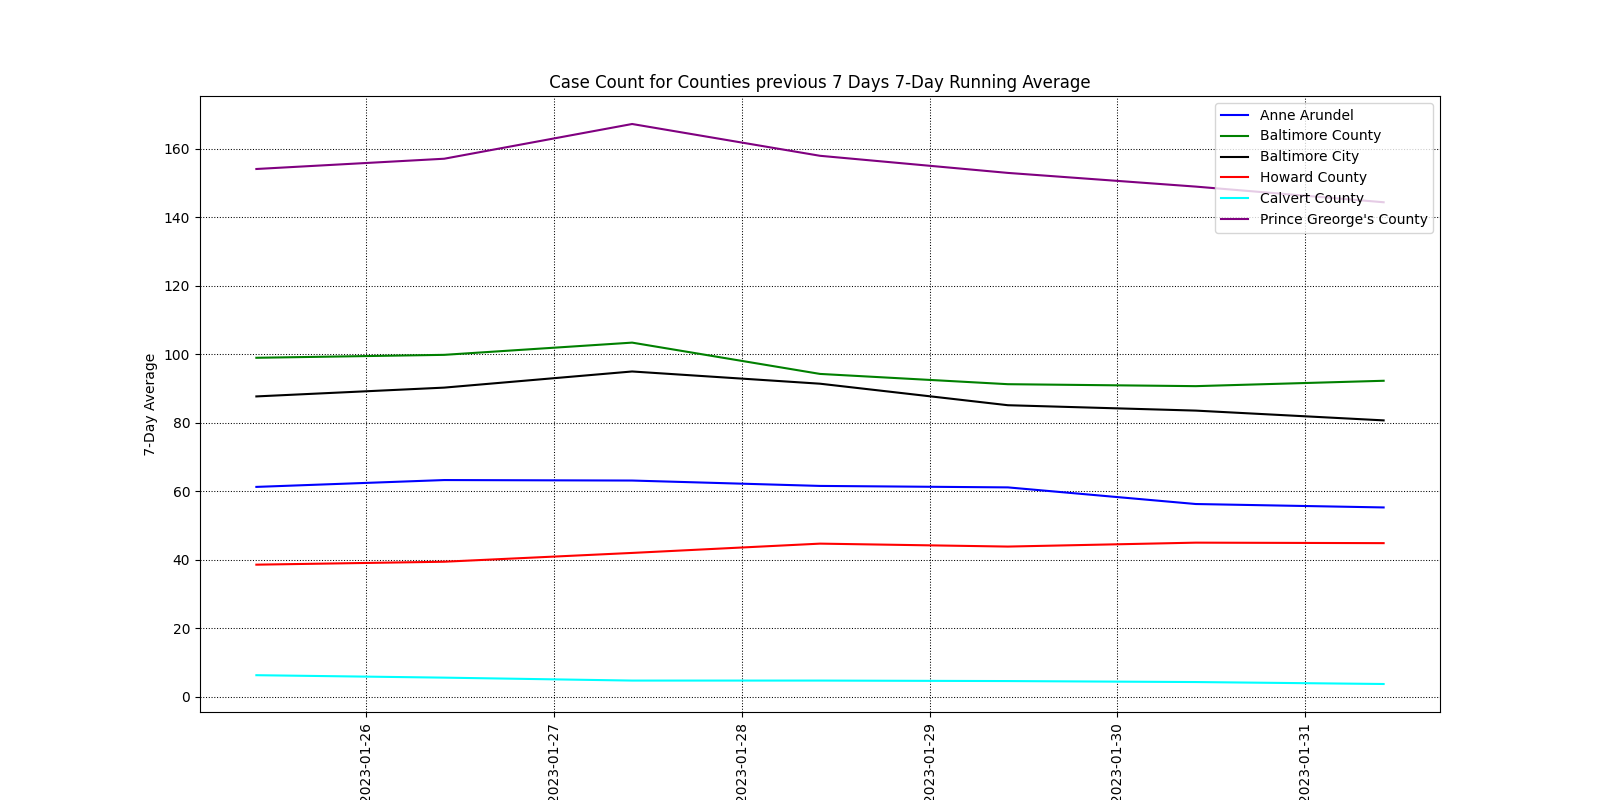 Case Count for Counties previous 7 Days 7-Day Running Average
Anne Arundel
Baltimore County
Baltimore City
Howard County
Calvert County
Prince Greorge's County
7-Day Average
160
140
120
100
80
60
40
20
0
2023-01-26
2023-01-27
2023-01-28
2023-01-29
2023-01-30
2023-01-31